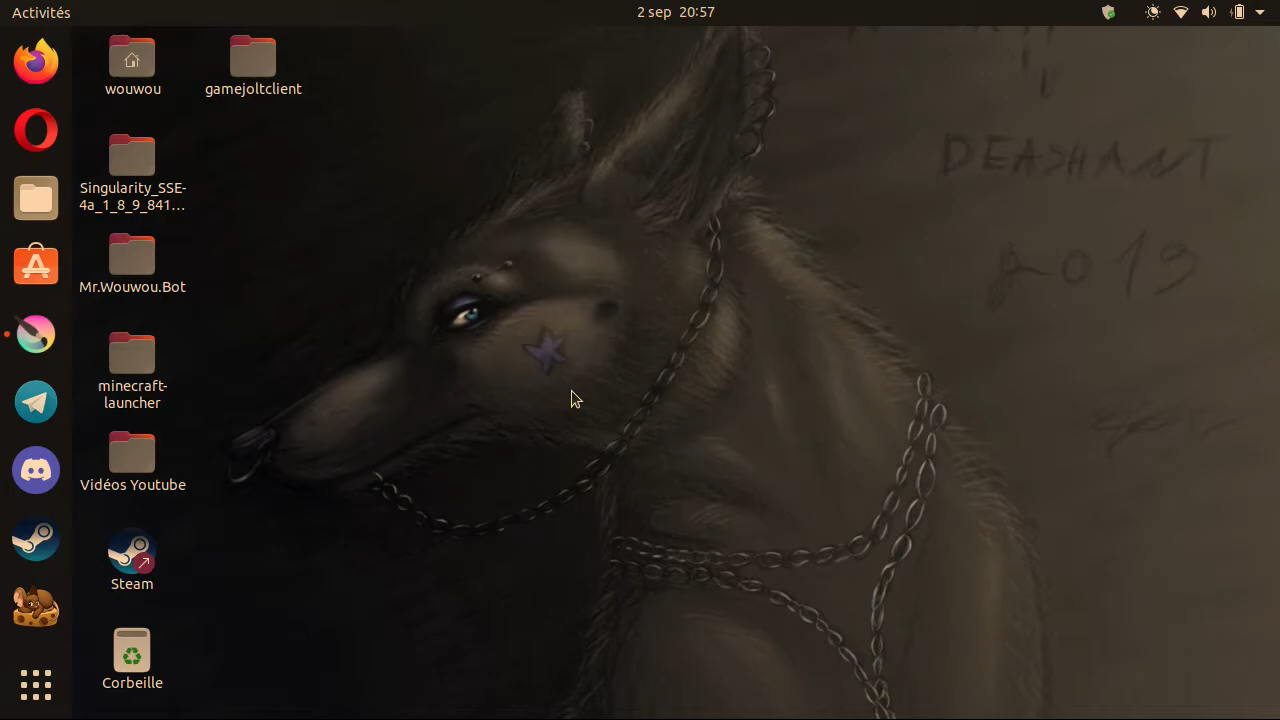 Activités
2 sep 20:57
wouwou
gamejoltclient
Singularity_SSE-
4a_1_8_9_841...
Mr.Wouwou.Bot
minecraft-
launcher
Vidéos Youtube
Steam
Corbeille
DEASHANT
2019